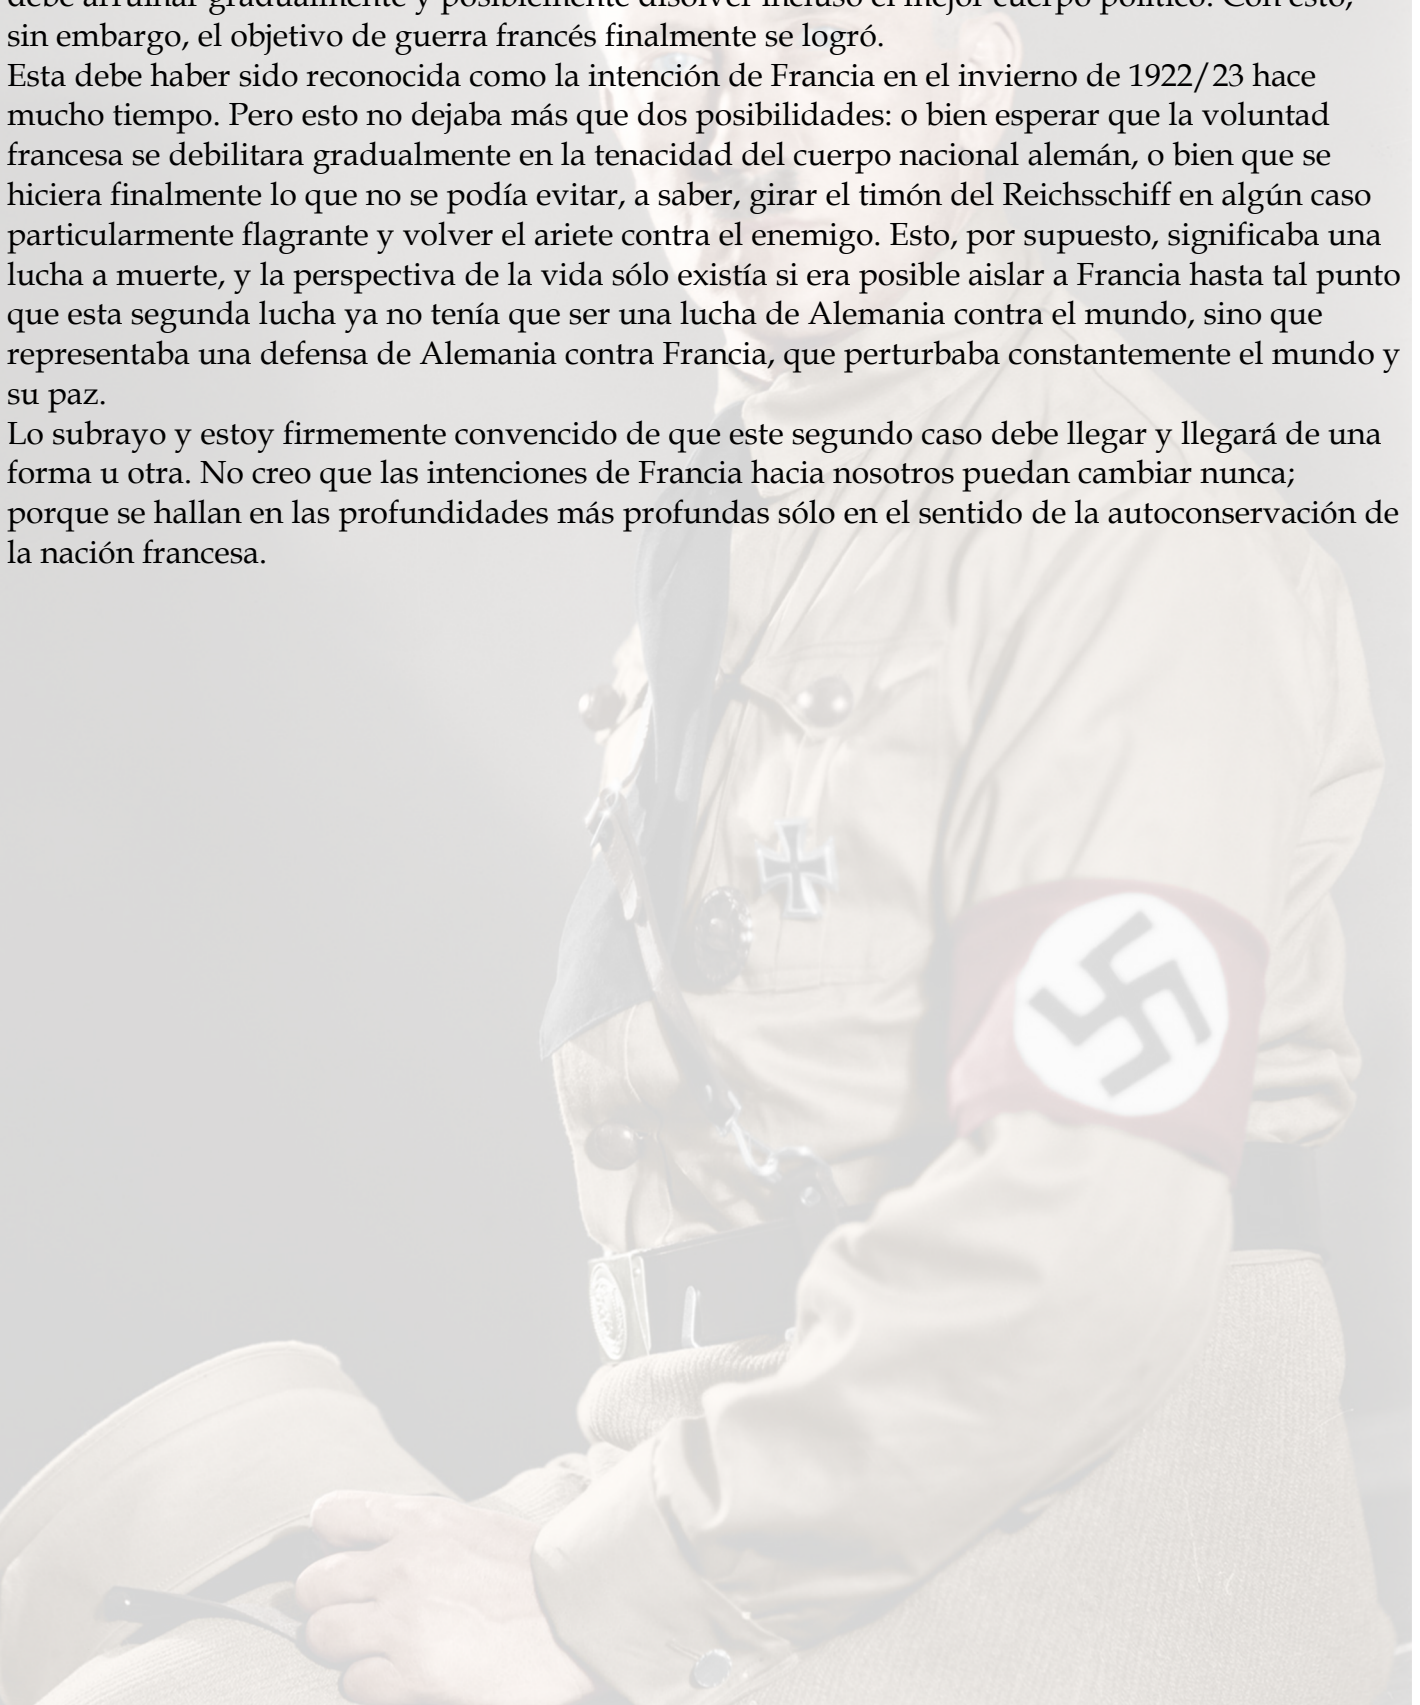 debe arruinar gradualmente y posiblemente disolver incluso el mejor cuerpo político. Con esto,
sin embargo, el objetivo de guerra francés finalmente se logró.
Esta debe haber sido reconocida como la intención de Francia en el invierno de 1922/23 hace
mucho tiempo. Pero esto no dejaba más que dos posibilidades: o bien esperar que la voluntad
francesa se debilitara gradualmente en la tenacidad del cuerpo nacional alemán, o bien que se
hiciera finalmente lo que no se podía evitar, a saber, girar el timón del Reichsschiff en algún caso
particularmente flagrante y volver el ariete contra el enemigo. Esto, por supuesto, significaba una
lucha a muerte, y la perspectiva de la vida sólo existía si era posible aislar a Francia hasta tal punto
que esta segunda lucha ya no tenía que ser una lucha de Alemania contra el mundo, sino que
representaba una defensa de Alemania contra Francia, que perturbaba constantemente el mundo y
su paz.
Lo subrayo y estoy firmemente convencido de que este segundo caso debe llegar y llegará de una
forma u otra. No creo que las intenciones de Francia hacia nosotros puedan cambiar nunca;
porque se hallan en las profundidades más profundas sólo en el sentido de la autoconservación de
la nación francesa.